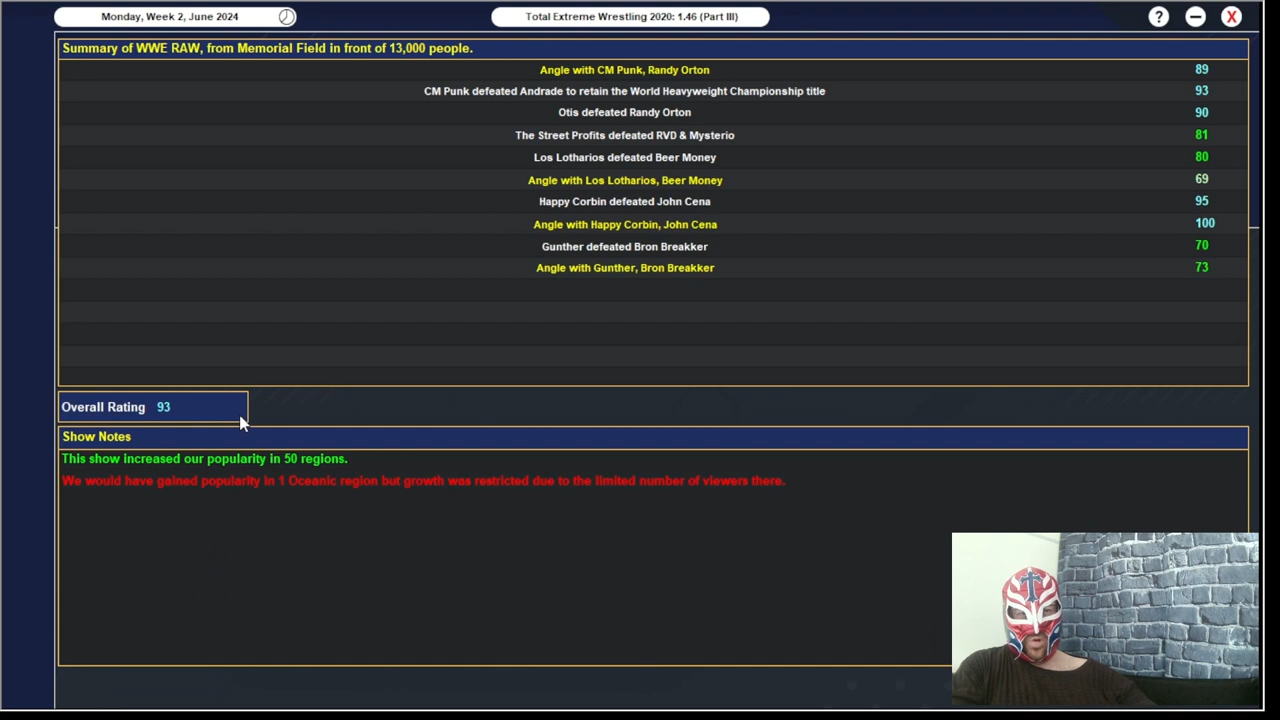 Monday, Week 2, June 2024
Total Extreme Wrestling 2020: 1.46 (Part III)
?
X
Summary of WWE RAW, from Memorial Field in front of 13,000 people.
Angle with CM Punk, Randy Orton 89
CM Punk defeated Andrade to retain the World Heavyweight Championship title 93
Otis defeated Randy Orton 90
The Street Profits defeated RVD & Mysterio 81
Los Lotharios defeated Beer Money 80
Angle with Los Lotharios, Beer Money 69
Happy Corbin defeated John Cena 95
Angle with Happy Corbin, John Cena 100
Gunther defeated Bron Breakker 70
Angle with Gunther, Bron Breakker 73
Overall Rating 93
Show Notes
This show increased our popularity in 50 regions.
We would have gained popularity in 1 Oceanic region but growth was restricted due to the limited number of viewers there.